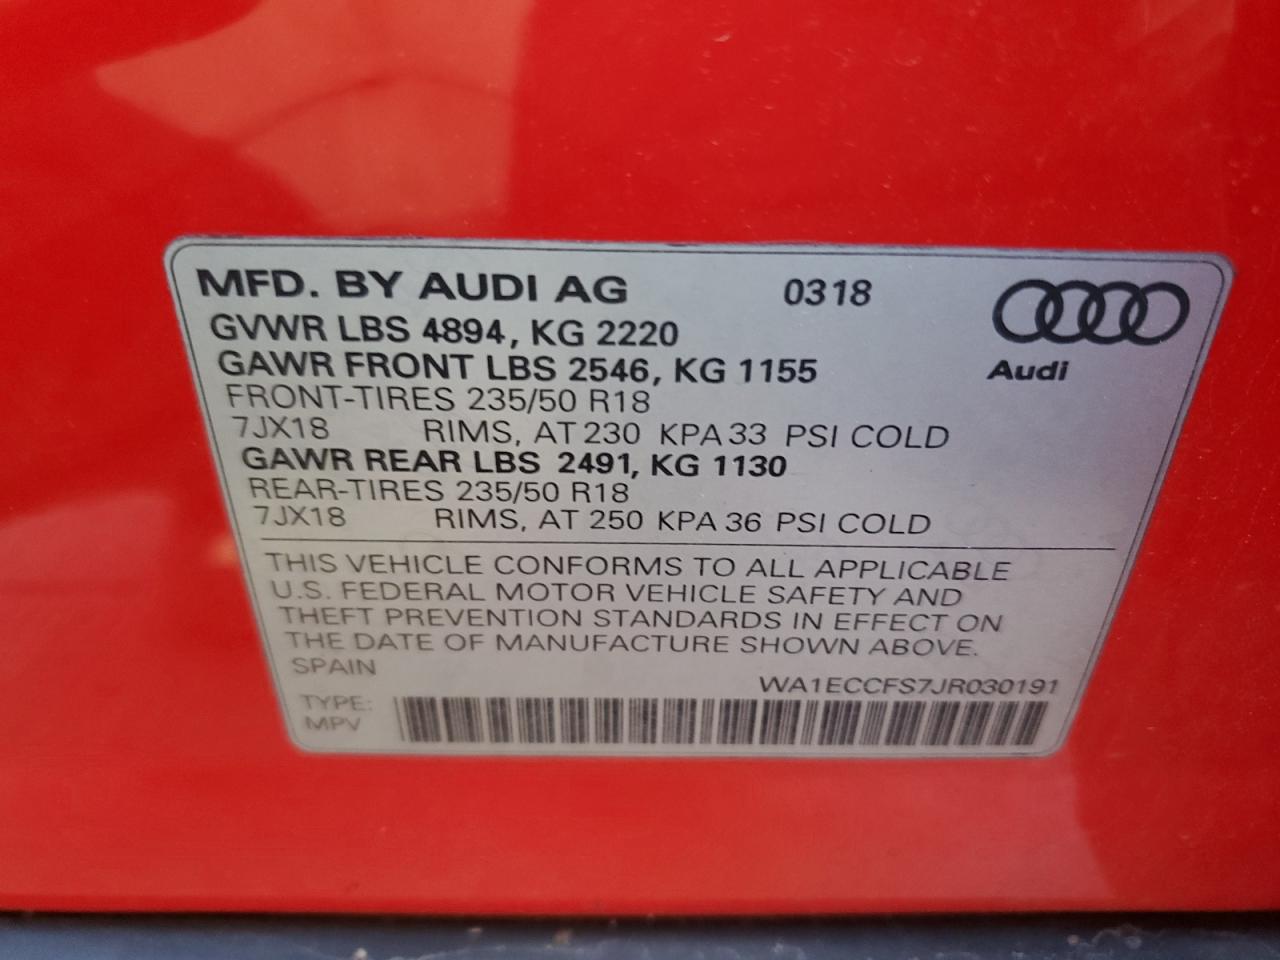 MFD. BY AUDI AG 0318
GVWR LBS 4894, KG 2220
GAWR FRONT LBS 2546, KG 1155
Audi
FRONT-TIRES 235/50 R18
7JX18 RIMS, AT 230 KPA 33 PSI COLD
GAWR REAR LBS 2491, KG 1130
REAR-TIRES 235/50 R18
7JX18 RIMS, AT 250 KPA 36 PSI COLD
THIS VEHICLE CONFORMS TO ALL APPLICABLE
U.S. FEDERAL MOTOR VEHICLE SAFETY AND
THEFT PREVENTION STANDARDS IN EFFECT ON
THE DATE OF MANUFACTURE SHOWN ABOVE.
SPAIN
WA1ECCFS7JR030191
TYPE:
MPV